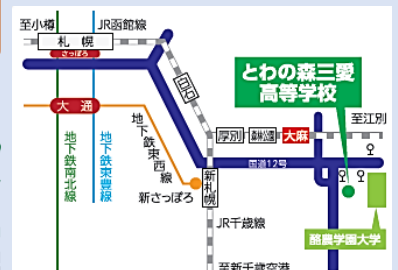 至小樽
JR函館線
札幌
さっぽろ
白石
とわの森三愛
高等学校
大通
地下鉄東西線
厚別
森林公園
大麻
至江別
国道12号
地下鉄南北線
地下鉄東豊線
新さっぽろ
新札幌
酪農学園大学
JR千歳線
至新千歳空港